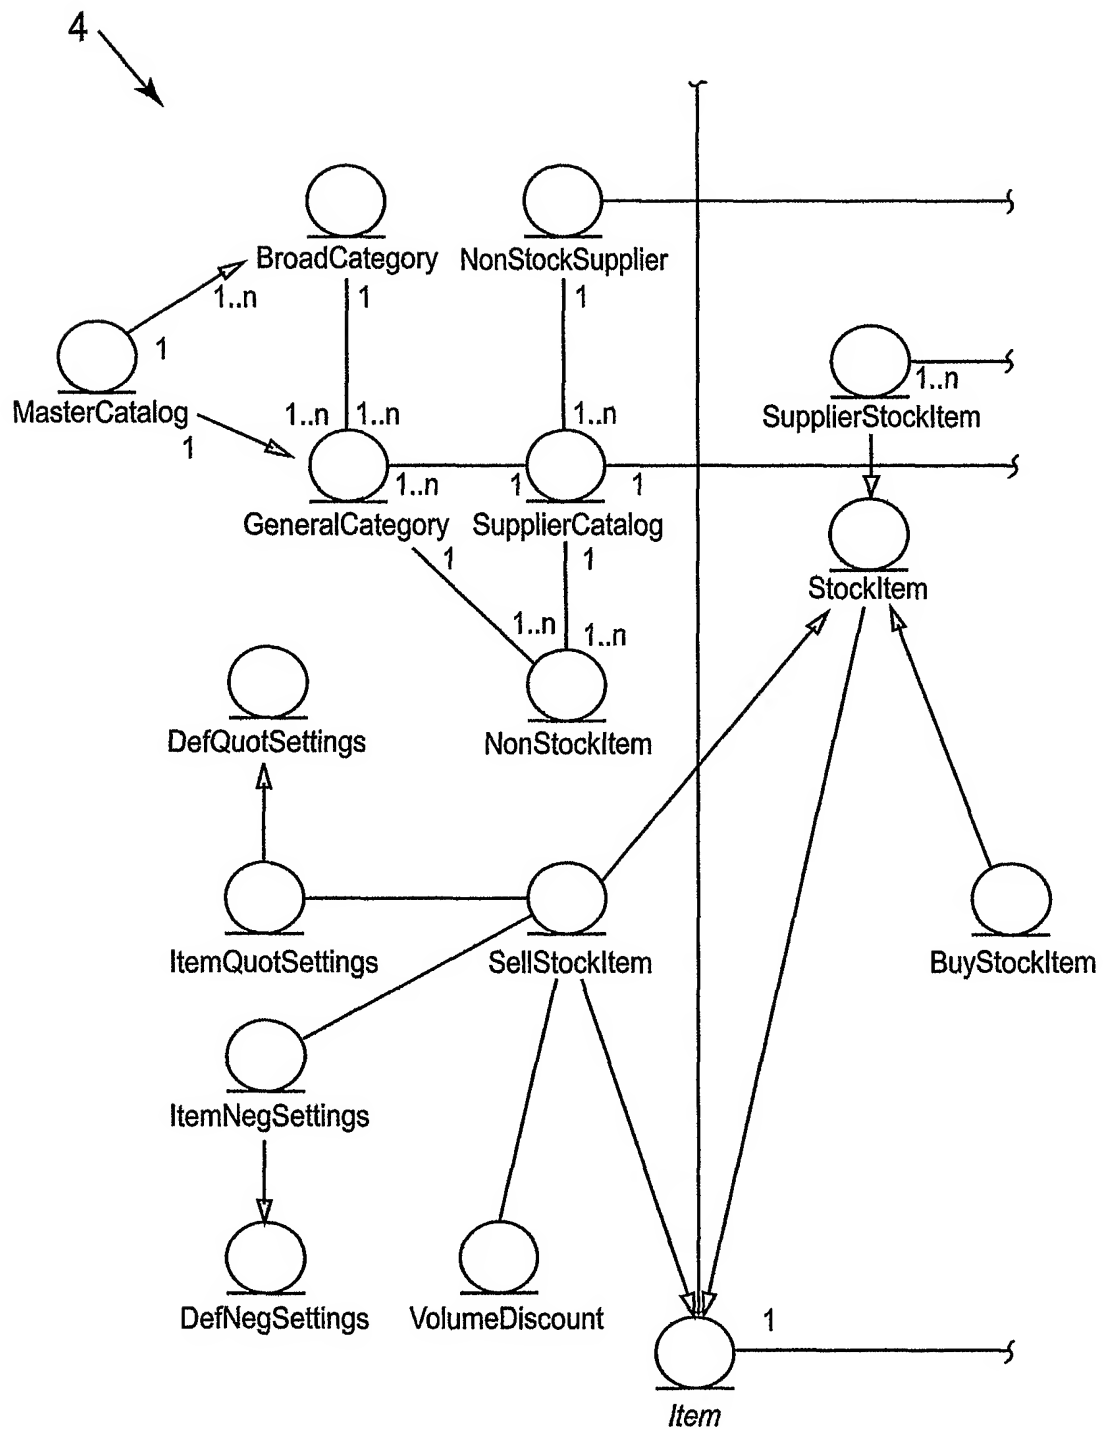 4
BroadCategory
NonStockSupplier
1..n
1
1
1
1..n
MasterCatalog
SupplierStockItem
1
1..n
1..n
1..n
1..n
1
1
GeneralCategory
SupplierCatalog
1
1
StockItem
1..n
1..n
DefQuotSettings
NonStockItem
ItemQuotSettings
SellStockItem
BuyStockItem
ItemNegSettings
DefNegSettings
VolumeDiscount
1
Item